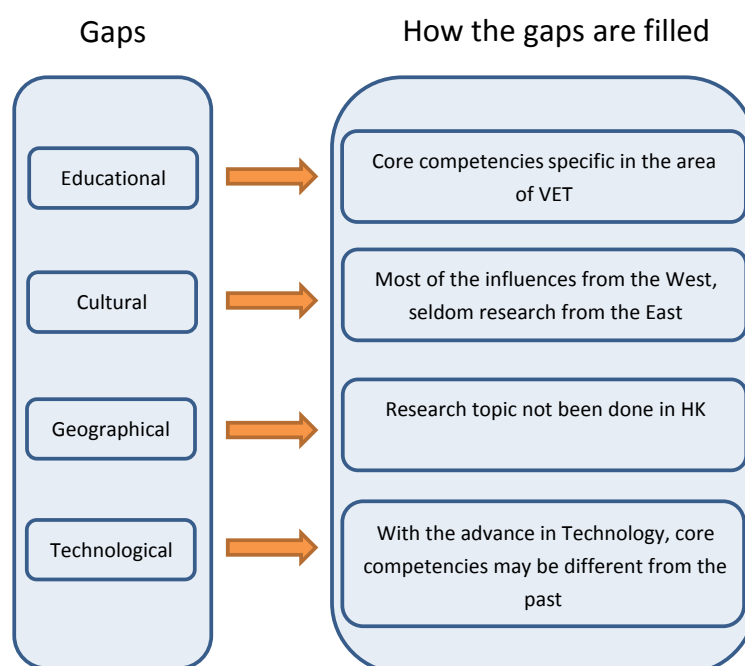 Gaps
How the gaps are filled
Educational
Core competencies specific in the area
of VET
Cultural
Most of the influences from the West,
seldom research from the East
Geographical
Research topic not been done in HK
Technological
With the advance in Technology, core
competencies may be different from the
past